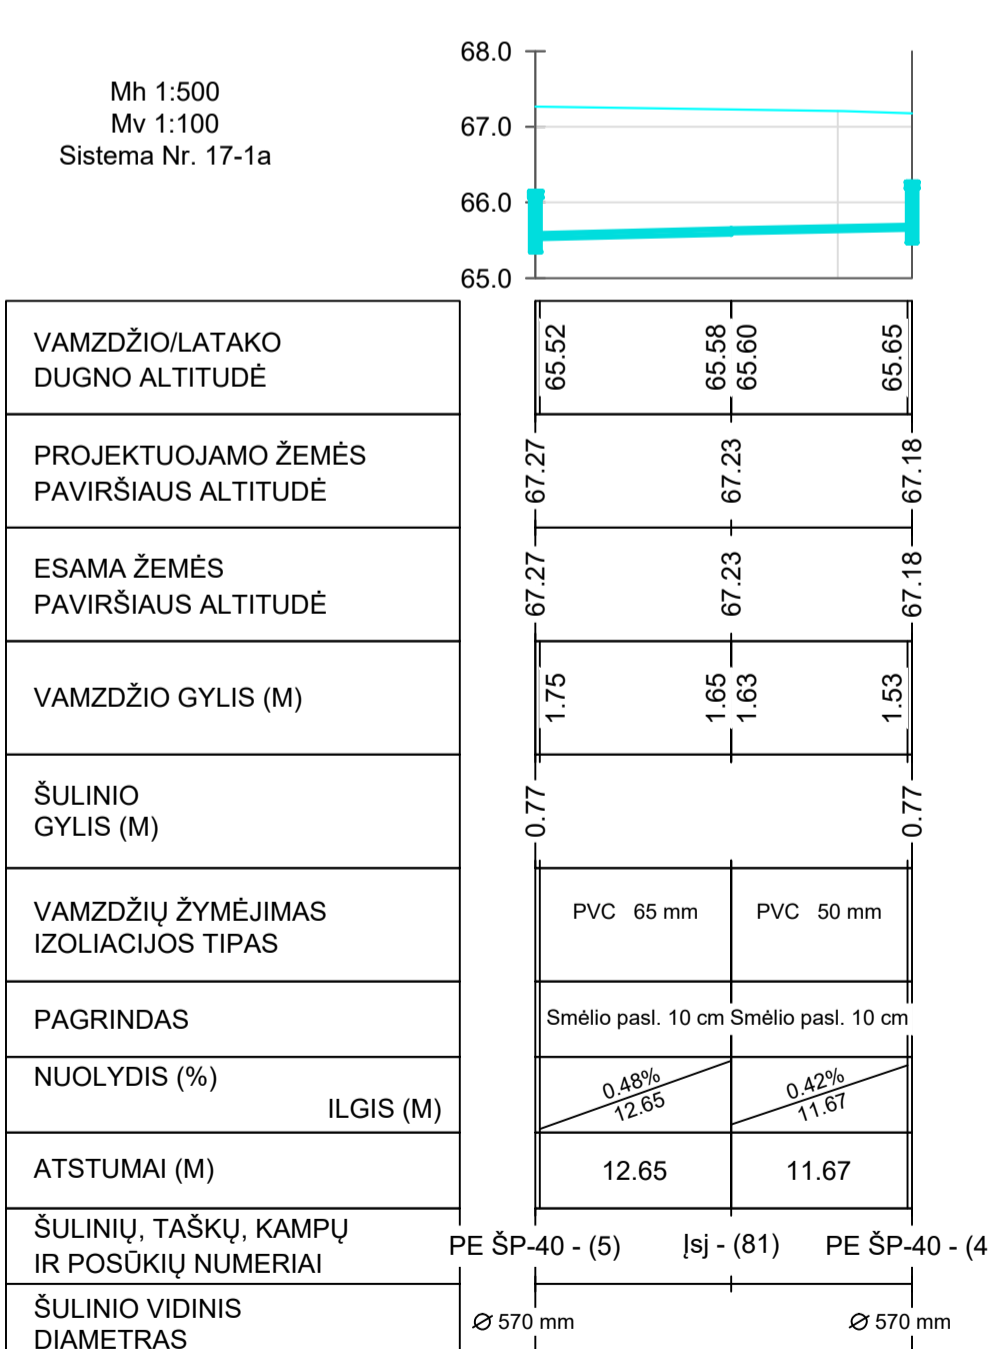 68.0
Mh 1:500
Mv 1:100
67.0
Sistema Nr. 17-1a
66.0
65.0
VAMZDŽIO/LATAKO
DUGNO ALTITUDĖ
65.52
65.58
65.60
65.65
PROJEKTUOJAMO ŽEMĖS
PAVIRŠIAUS ALTITUDĖ
67.27
67.23
67.18
ESAMA ŽEMĖS
PAVIRŠIAUS ALTITUDĖ
67.27
67.23
67.18
VAMZDŽIO GYLIS (M)
1.75
1.65
1.63
1.53
ŠULINIO
GYLIS (M)
0.77
0.77
VAMZDŽIŲ ŽYMĖJIMAS
IZOLIACIJOS TIPAS
PVC 65 mm
PVC 50 mm
PAGRINDAS
Smėlio pasl. 10 cm
Smėlio pasl. 10 cm
NUOLYDIS (%)
ILGIS (M)
0.48%
12.65
0.42%
11.67
ATSTUMAI (M)
12.65
11.67
ŠULINIŲ, TAŠKŲ, KAMPŲ
IR POSŪKIŲ NUMERIAI
PE ŠP-40 - (5)
Įsj - (81)
PE ŠP-40 - (4
ŠULINIO VIDINIS
DIAMETRAS
Ø 570 mm
Ø 570 mm